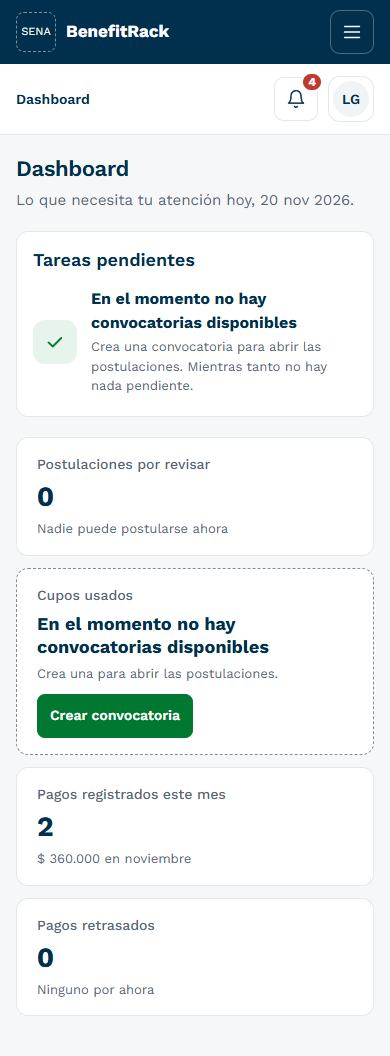 SENA
BenefitRack
Dashboard
4
LG
Dashboard
Lo que necesita tu atención hoy, 20 nov 2026.
Tareas pendientes
En el momento no hay
convocatorias disponibles
Crea una convocatoria para abrir las
postulaciones. Mientras tanto no hay
nada pendiente.
Postulaciones por revisar
0
Nadie puede postularse ahora
Cupos usados
En el momento no hay
convocatorias disponibles
Crea una para abrir las postulaciones.
Crear convocatoria
Pagos registrados este mes
2
$ 360.000 en noviembre
Pagos retrasados
0
Ninguno por ahora